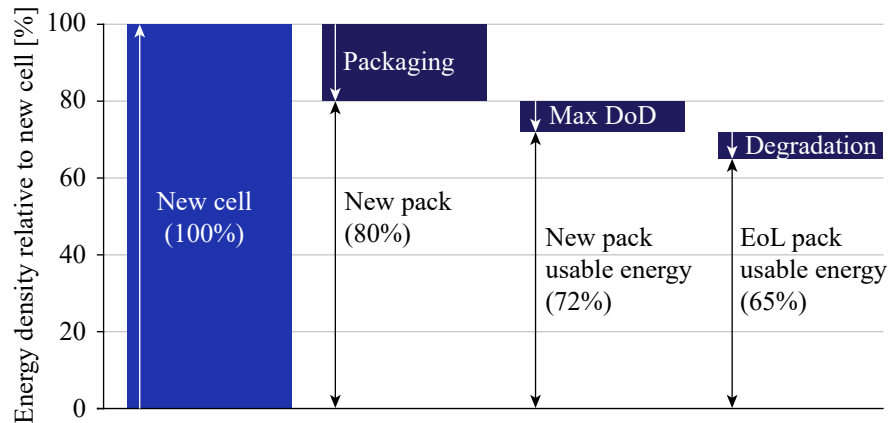 Energy density relative to new cell [%]
100
80
60
40
20
0
New cell
(100%)
Packaging
New pack
(80%)
Max DoD
New pack
usable energy
(72%)
Degradation
EoL pack
usable energy
(65%)